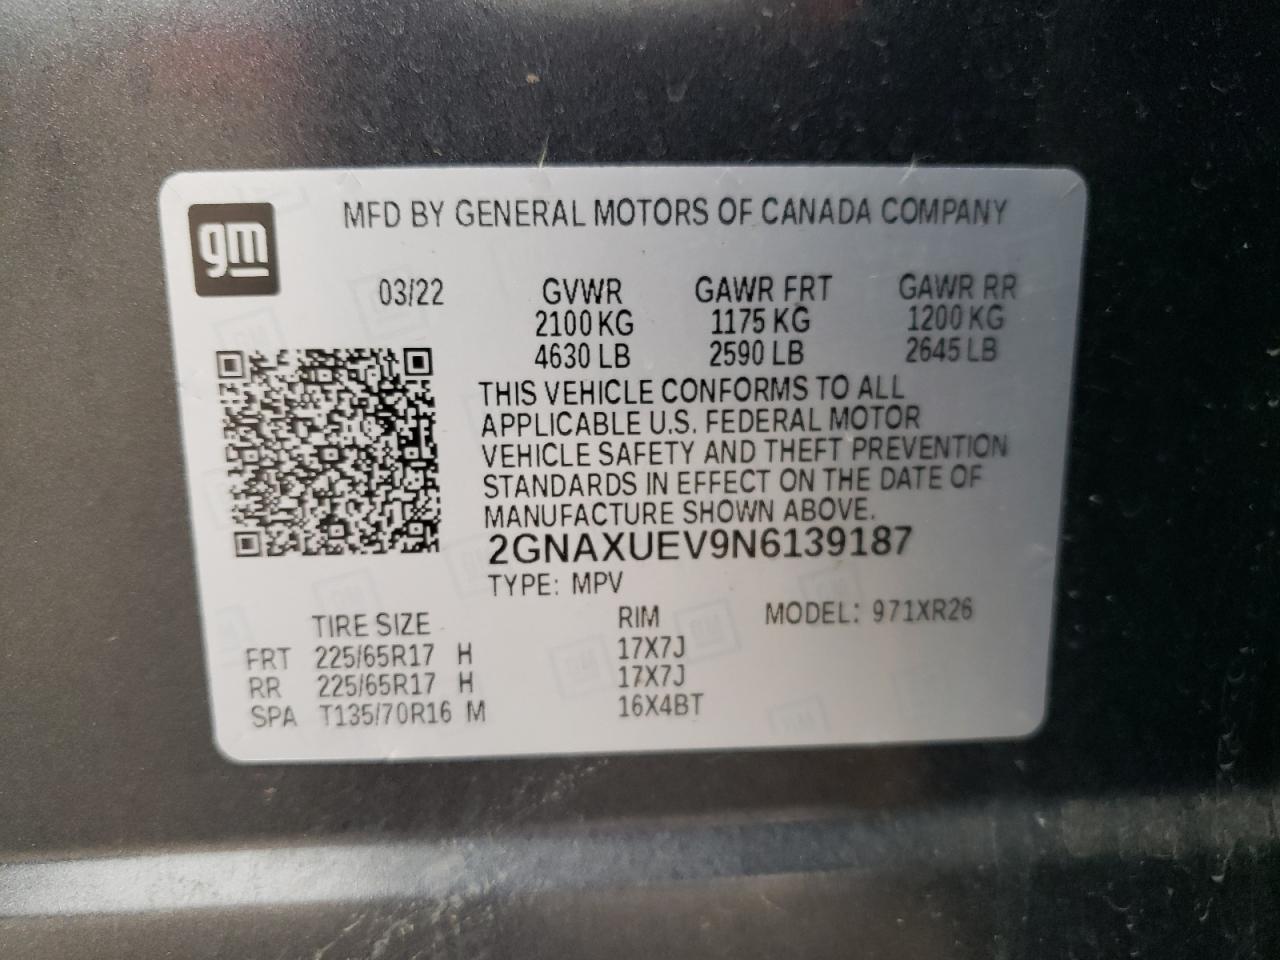 gm
MFD BY GENERAL MOTORS OF CANADA COMPANY
03/22 GVWR GAWR FRT GAWR RR
2100 KG 1175 KG 1200 KG
4630 LB 2590 LB 2645 LB
THIS VEHICLE CONFORMS TO ALL
APPLICABLE U.S. FEDERAL MOTOR
VEHICLE SAFETY AND THEFT PREVENTION
STANDARDS IN EFFECT ON THE DATE OF
MANUFACTURE SHOWN ABOVE.
2GNAXUEV9N6139187
TYPE: MPV
TIRE SIZE RIM MODEL: 971XR26
FRT 225/65R17 H 17X7J
RR 225/65R17 H 17X7J
SPA T135/70R16 M 16X4BT